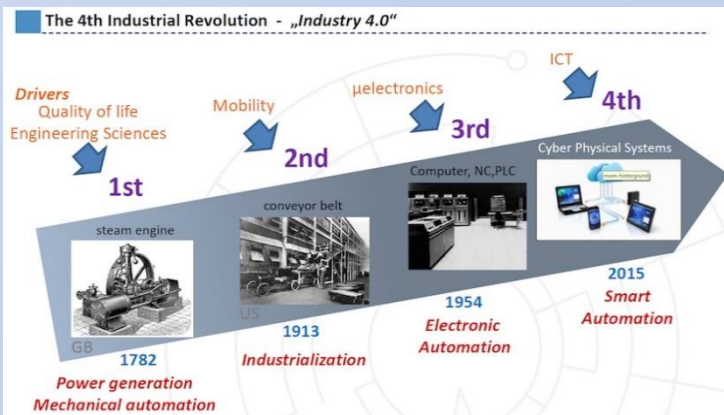 The 4th Industrial Revolution - „Industry 4.0“
Drivers
Quality of life
Engineering Sciences
1st
steam engine
GB
1782
Power generation
Mechanical automation
Mobility
2nd
conveyor belt
US
1913
Industrialization
µelectronics
3rd
Computer, NC,PLC
1954
Electronic
Automation
ICT
4th
Cyber Physical Systems
2015
Smart
Automation